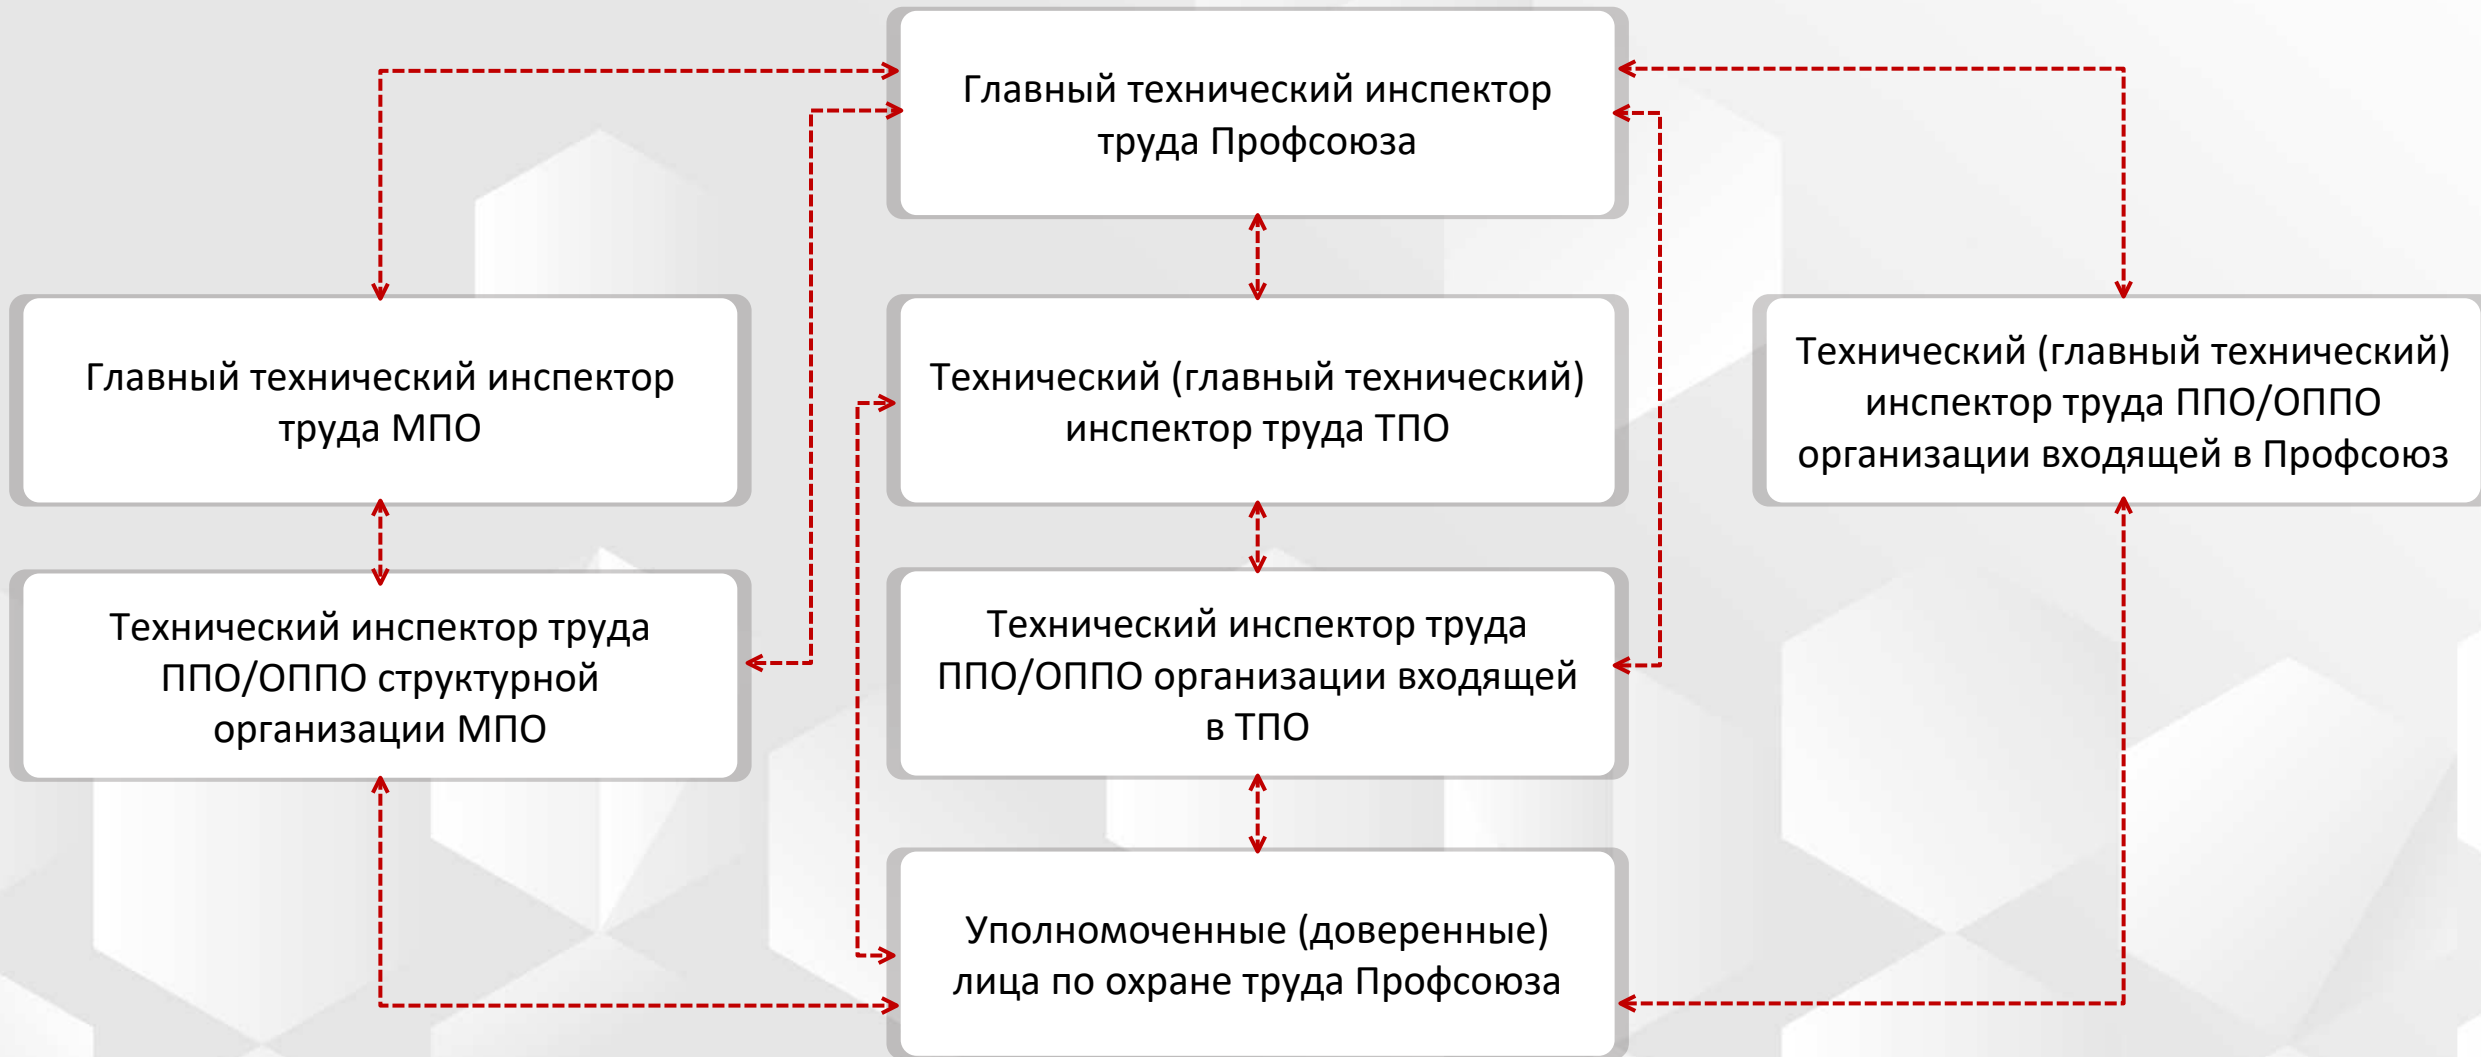 Главный технический инспектор
труда Профсоюза
Главный технический инспектор
труда МПО
Технический (главный технический)
инспектор труда ТПО
Технический (главный технический)
инспектор труда ППО/ОППО
организации входящей в Профсоюз
Технический инспектор труда
ППО/ОППО структурной
организации МПО
Технический инспектор труда
ППО/ОППО организации входящей
в ТПО
Уполномоченные (доверенные)
лица по охране труда Профсоюза